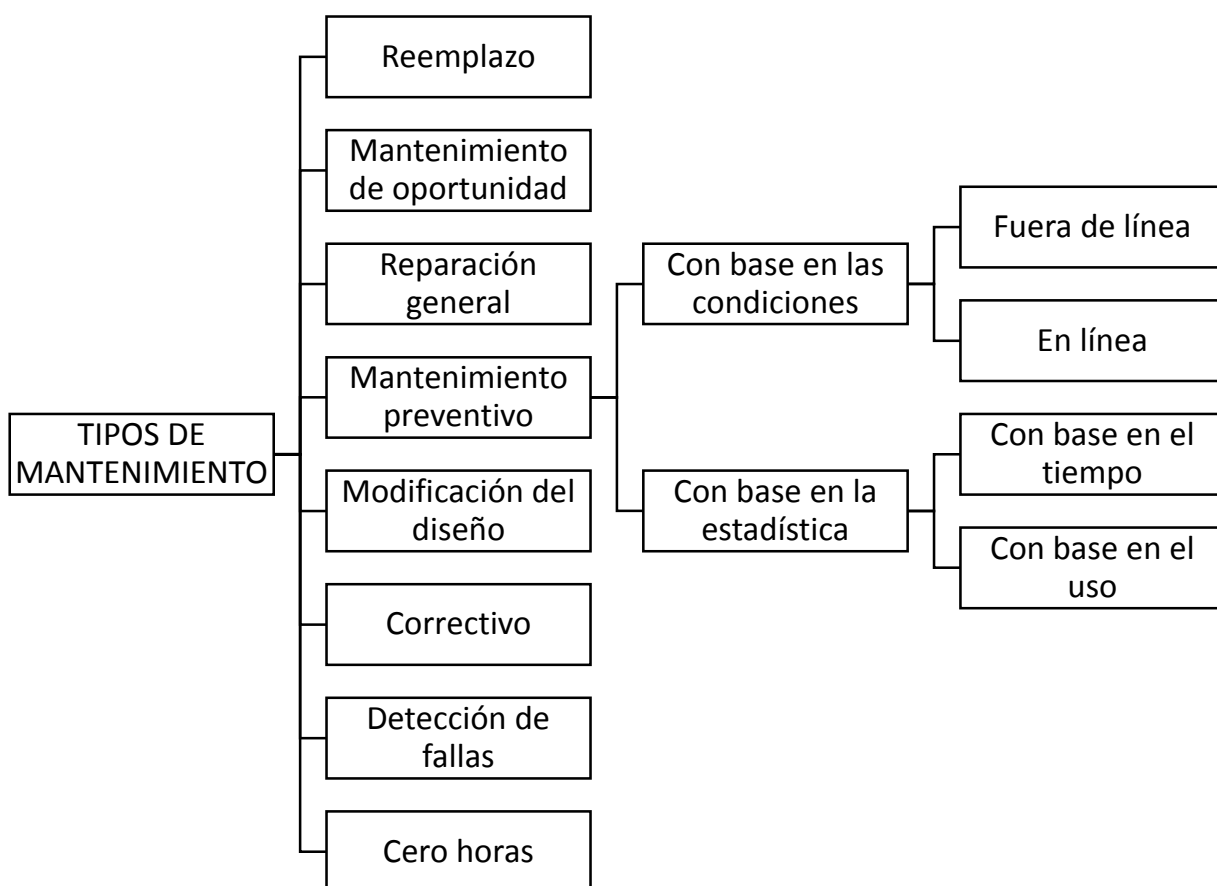 TIPOS DE
MANTENIMIENTO
Reemplazo
Mantenimiento
de oportunidad
Reparación
general
Mantenimiento
preventivo
Con base en las
condiciones
Fuera de línea
En línea
Con base en la
estadística
Con base en el
tiempo
Con base en el
uso
Modificación del
diseño
Correctivo
Detección de
fallas
Cero horas